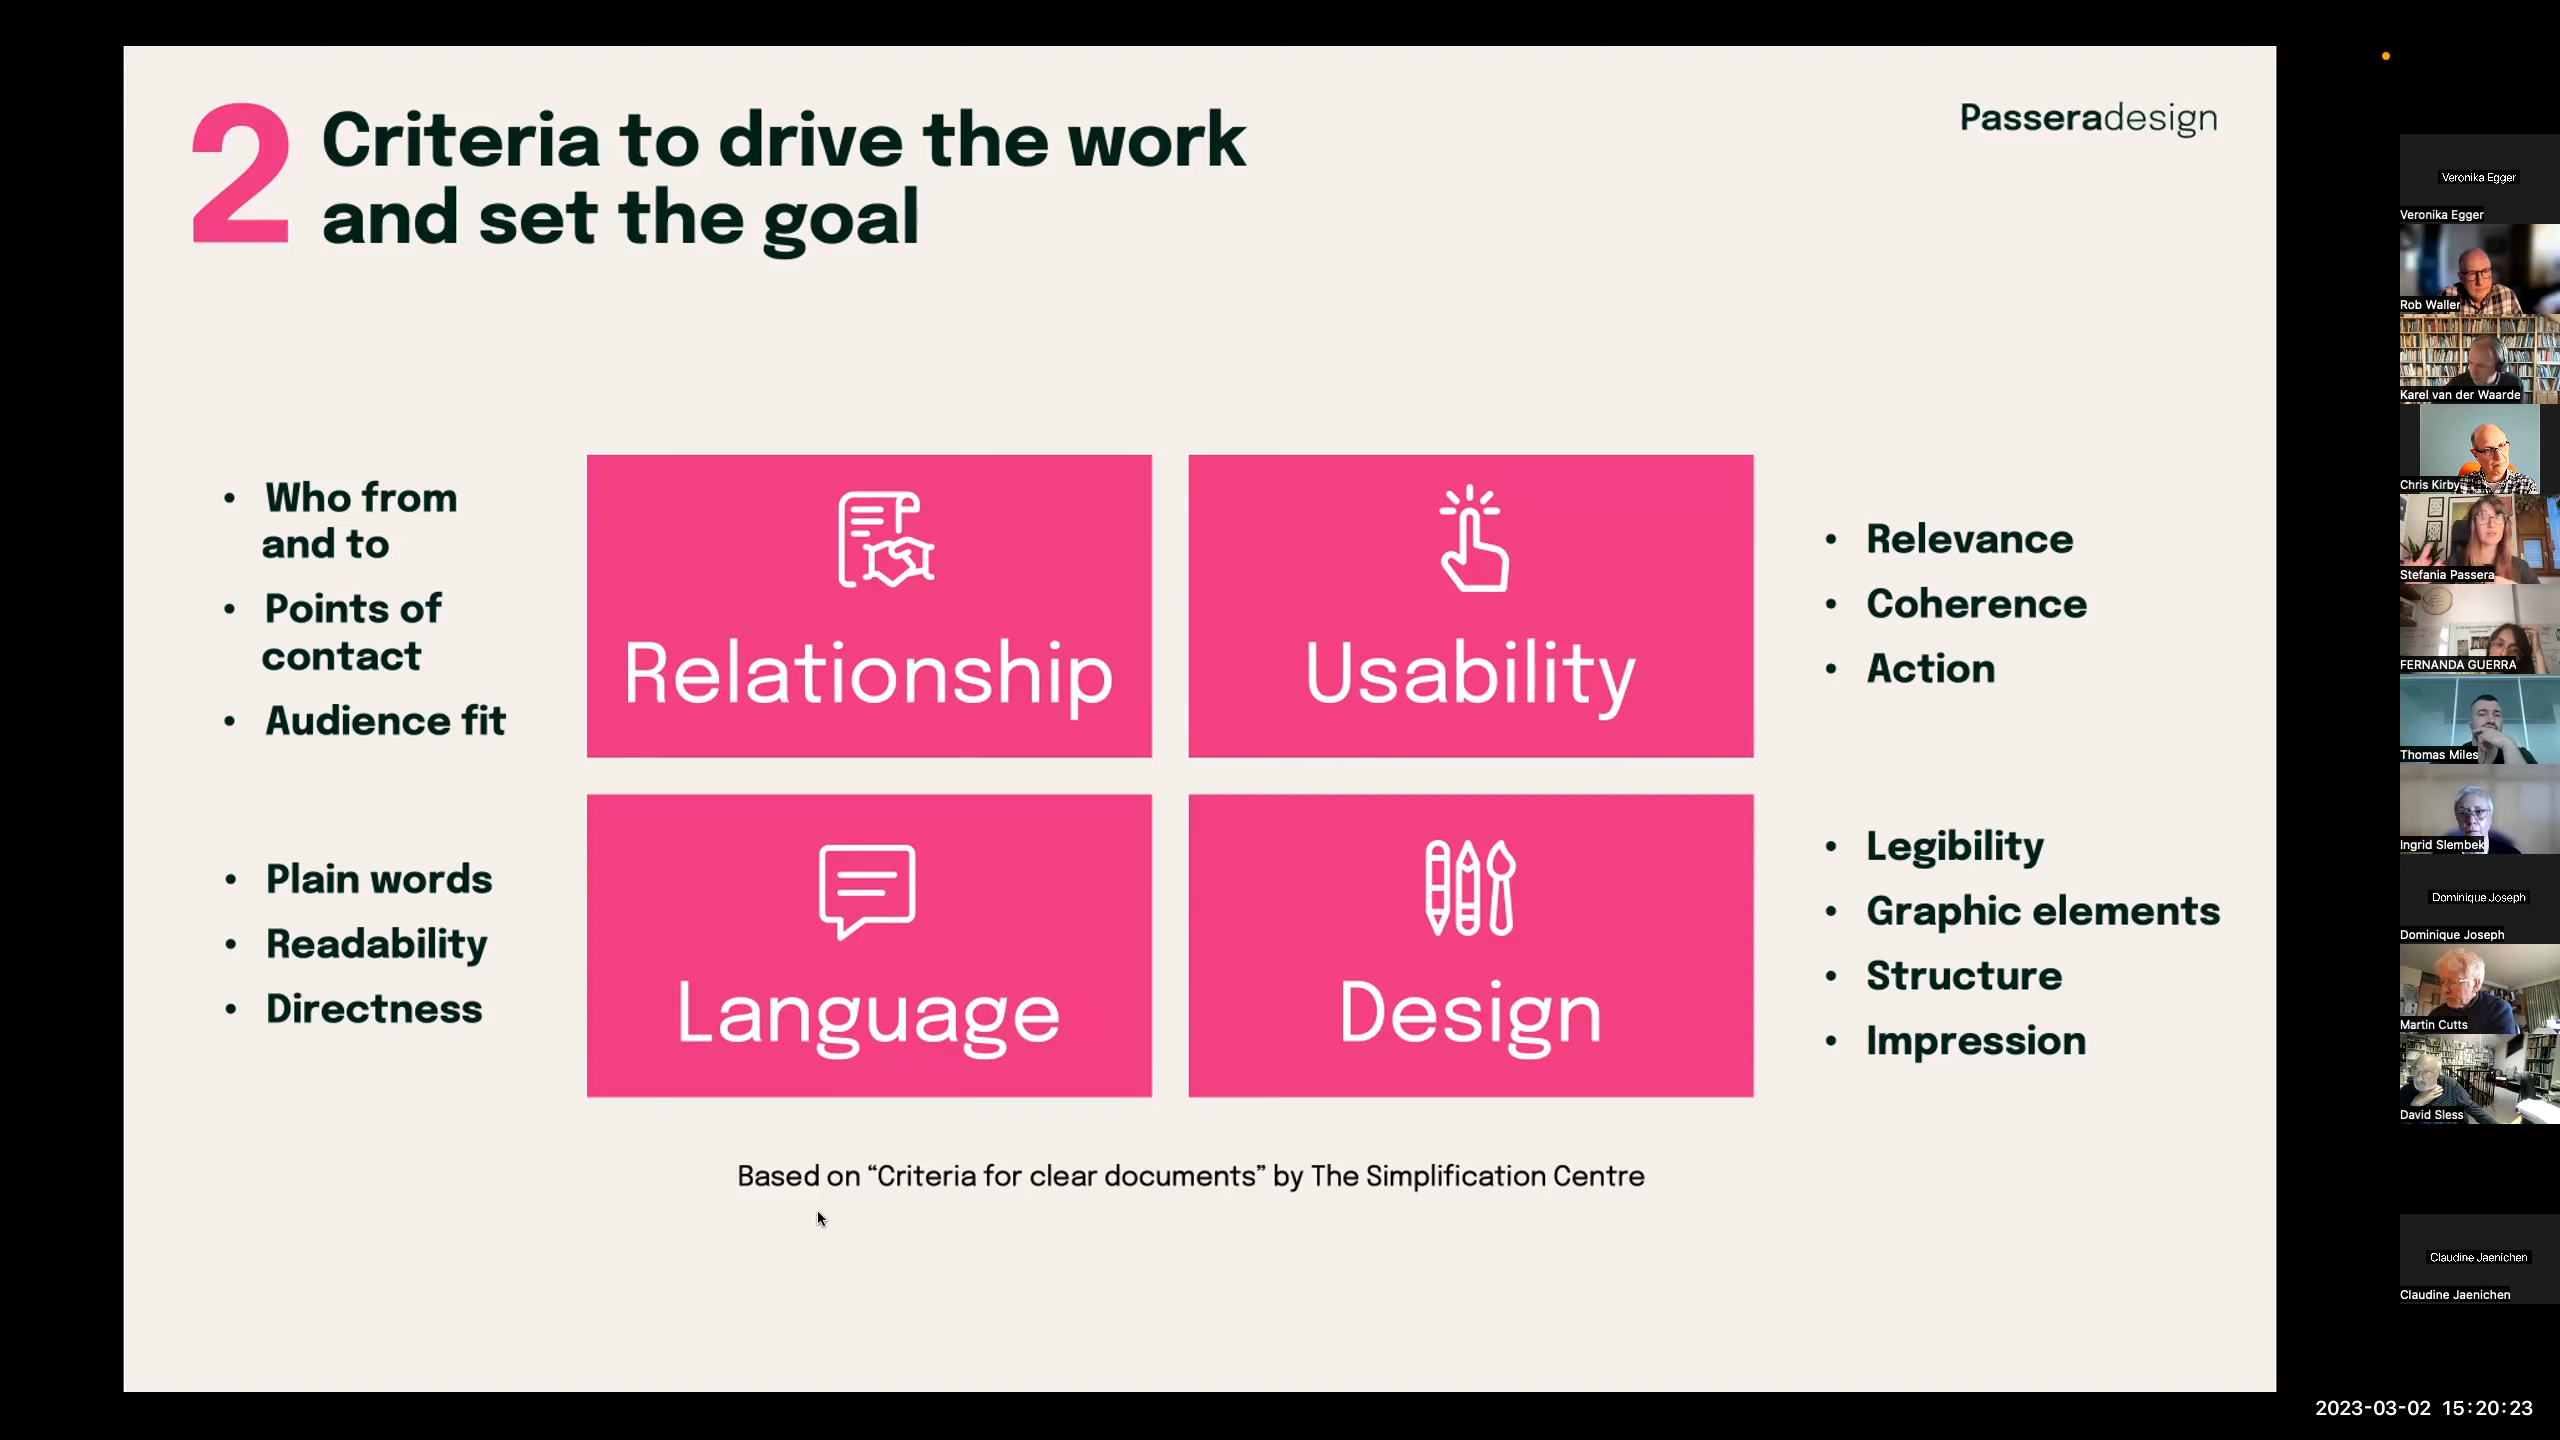 2
Criteria to drive the work
and set the goal
Passeradesign
• Who from
and to
• Points of
contact
• Audience fit
Relationship
Usability
• Relevance
• Coherence
• Action
• Plain words
• Readability
• Directness
Language
Design
• Legibility
• Graphic elements
• Structure
• Impression
Based on “Criteria for clear documents” by The Simplification Centre
Veronika Egger
Veronika Egger
Rob Waller
Karel van der Waarde
Chris Kirby
Stefania Passera
FERNANDA GUERRA
Thomas Miles
Ingrid Slembek
Dominique Joseph
Dominique Joseph
Martin Cutts
David Sless
Claudine Jaenichen
Claudine Jaenichen
2023-03-02 15:20:23